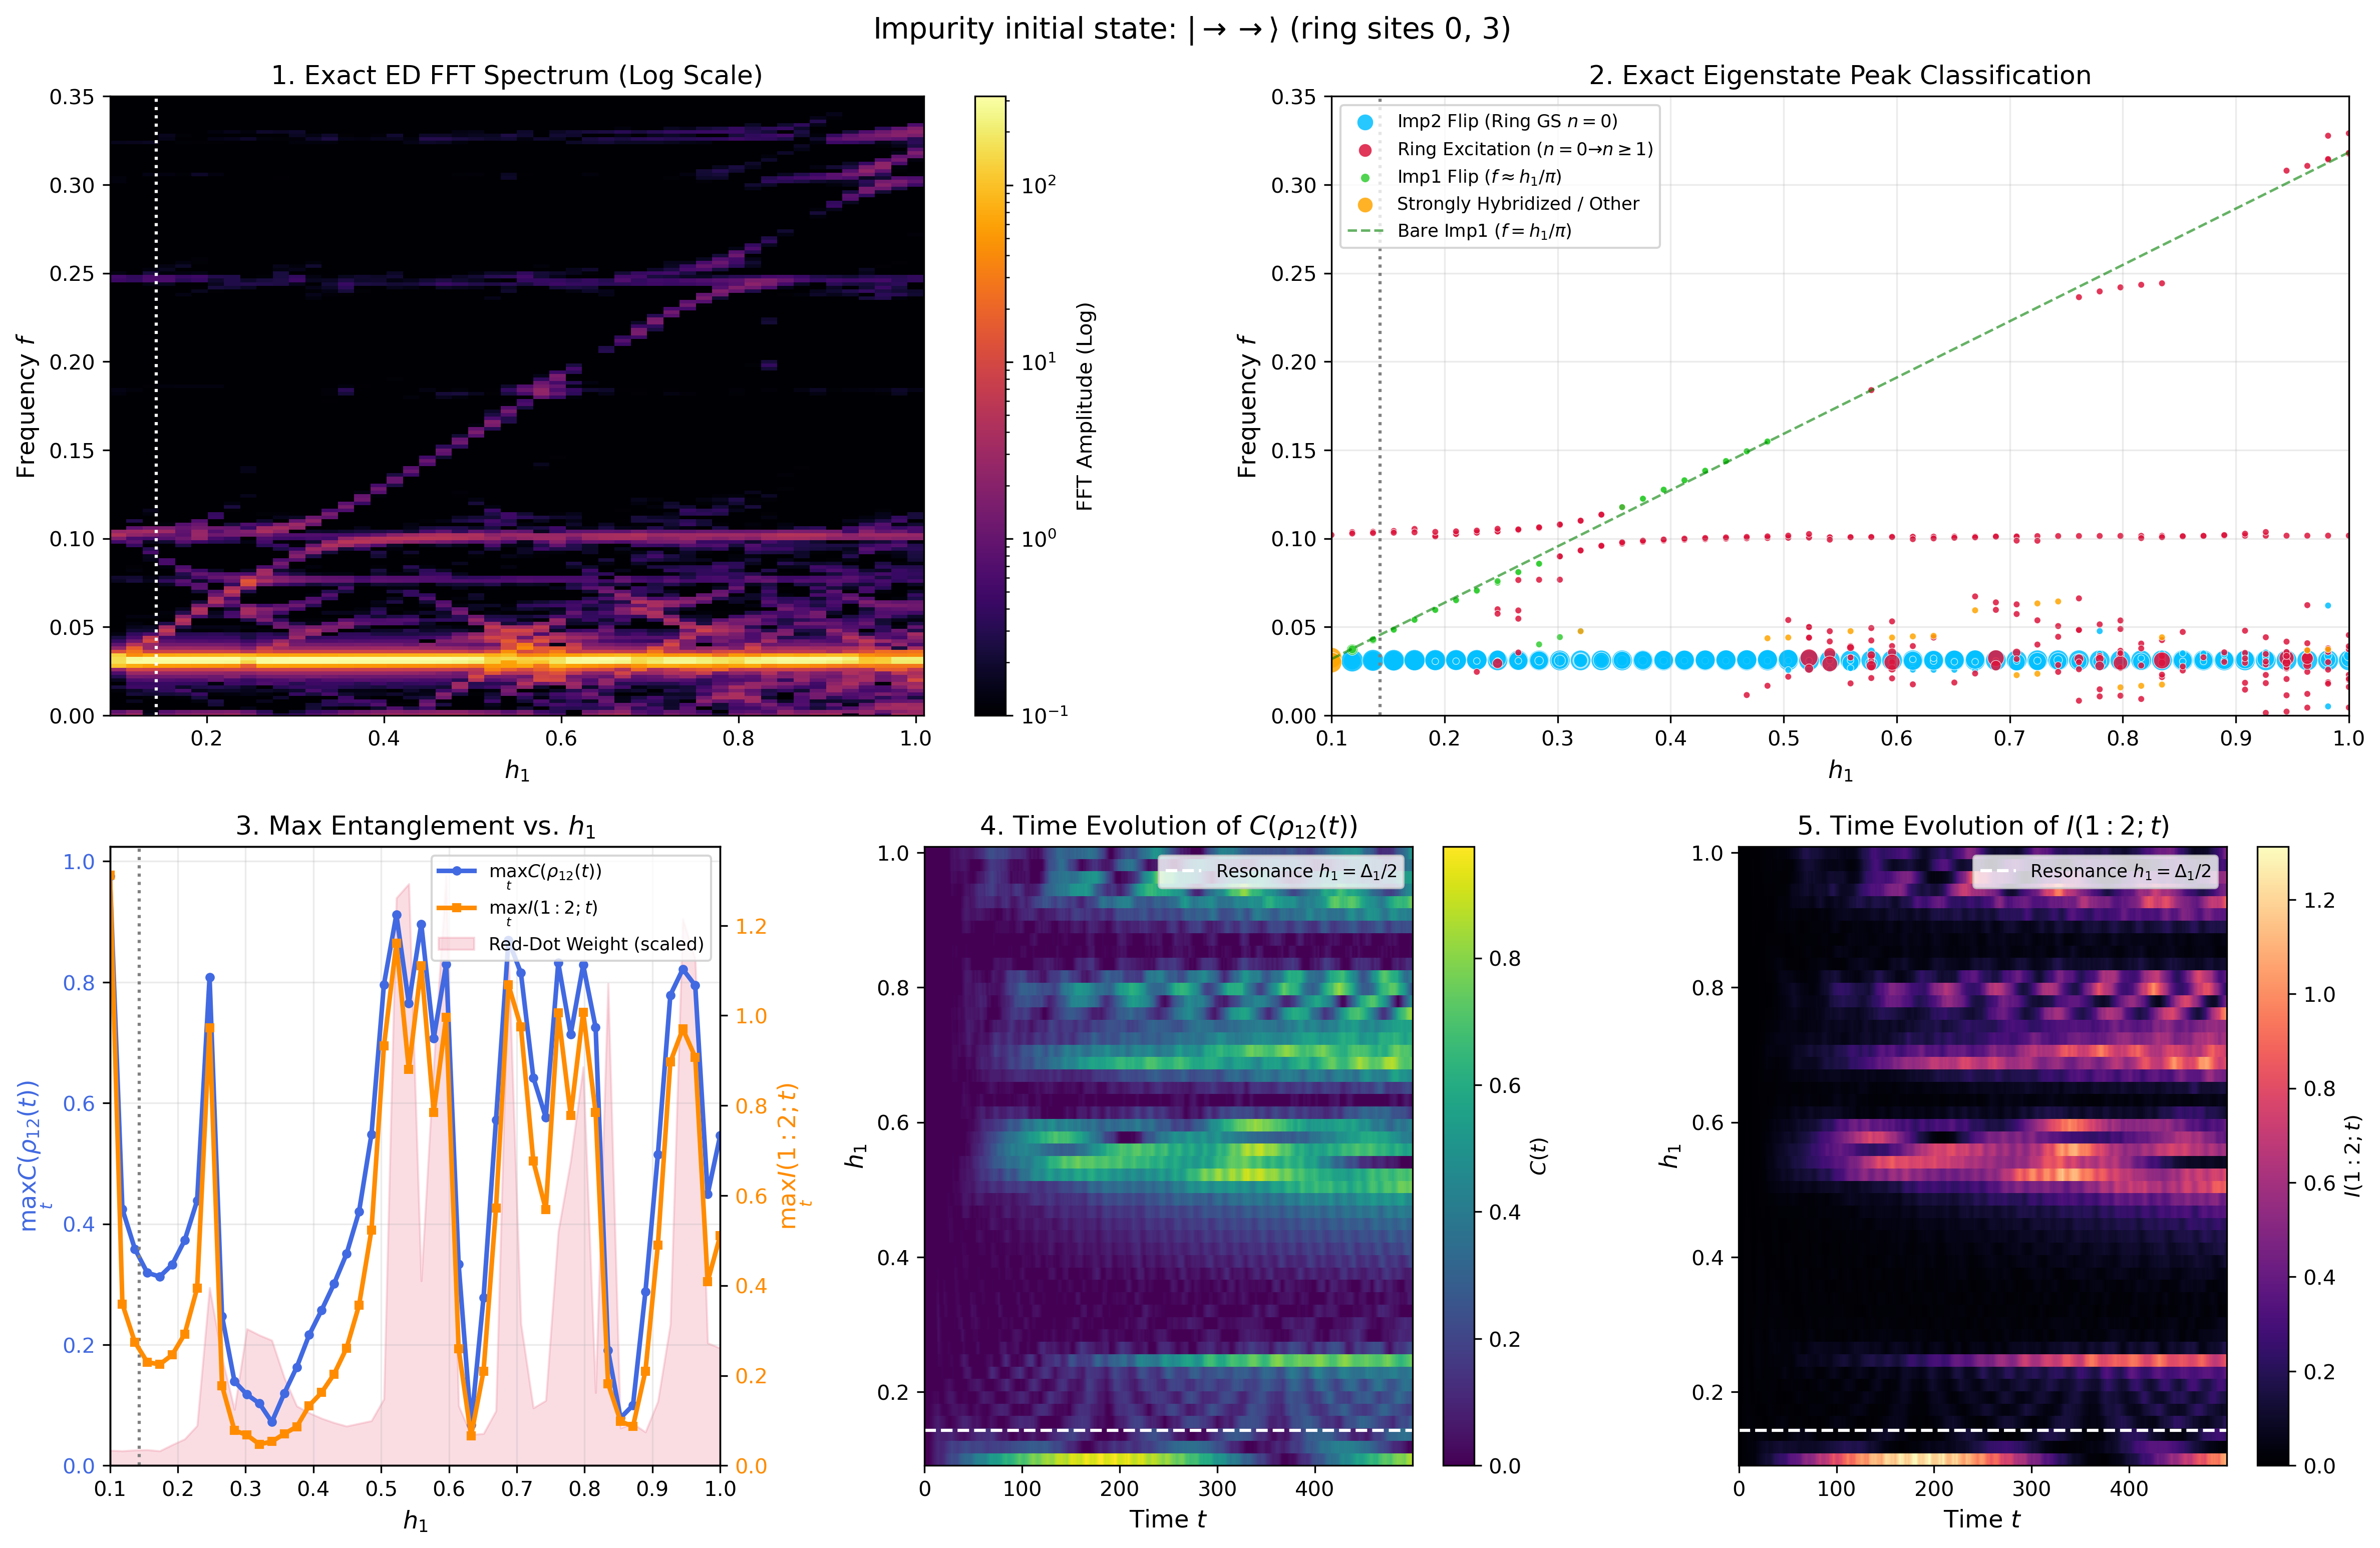 Impurity initial state: |→→⟩ (ring sites 0, 3)
1. Exact ED FFT Spectrum (Log Scale)
0.35
0.30
0.25
0.20
0.15
0.10
0.05
0.00
Frequency f
0.2
0.4
0.6
0.8
1.0
h₁
10²
10¹
10⁰
10⁻¹
FFT Amplitude (Log)
2. Exact Eigenstate Peak Classification
Imp2 Flip (Ring GS n = 0)
Ring Excitation (n = 0→n ≥ 1)
Imp1 Flip (f ≈ h₁/π)
Strongly Hybridized / Other
Bare Imp1 (f = h₁/π)
0.35
0.30
0.25
0.20
0.15
0.10
0.05
0.00
Frequency f
0.1
0.2
0.3
0.4
0.5
0.6
0.7
0.8
0.9
1.0
h₁
3. Max Entanglement vs. h₁
max C(ρ₁₂(t))
t
max I(1 : 2; t)
t
Red-Dot Weight (scaled)
1.0
0.8
0.6
0.4
0.2
0.0
max C(ρ₁₂(t))
t
0.1
0.2
0.3
0.4
0.5
0.6
0.7
0.8
0.9
1.0
h₁
1.2
1.0
0.8
0.6
0.4
0.2
0.0
max I(1 : 2; t)
t
4. Time Evolution of C(ρ₁₂(t))
Resonance h₁ = Δ₁/2
1.0
0.8
0.6
0.4
0.2
h₁
0
100
200
300
400
Time t
0.8
0.6
0.4
0.2
0.0
C(t)
5. Time Evolution of I(1 : 2; t)
Resonance h₁ = Δ₁/2
1.0
0.8
0.6
0.4
0.2
h₁
0
100
200
300
400
Time t
1.2
1.0
0.8
0.6
0.4
0.2
0.0
I(1 : 2; t)